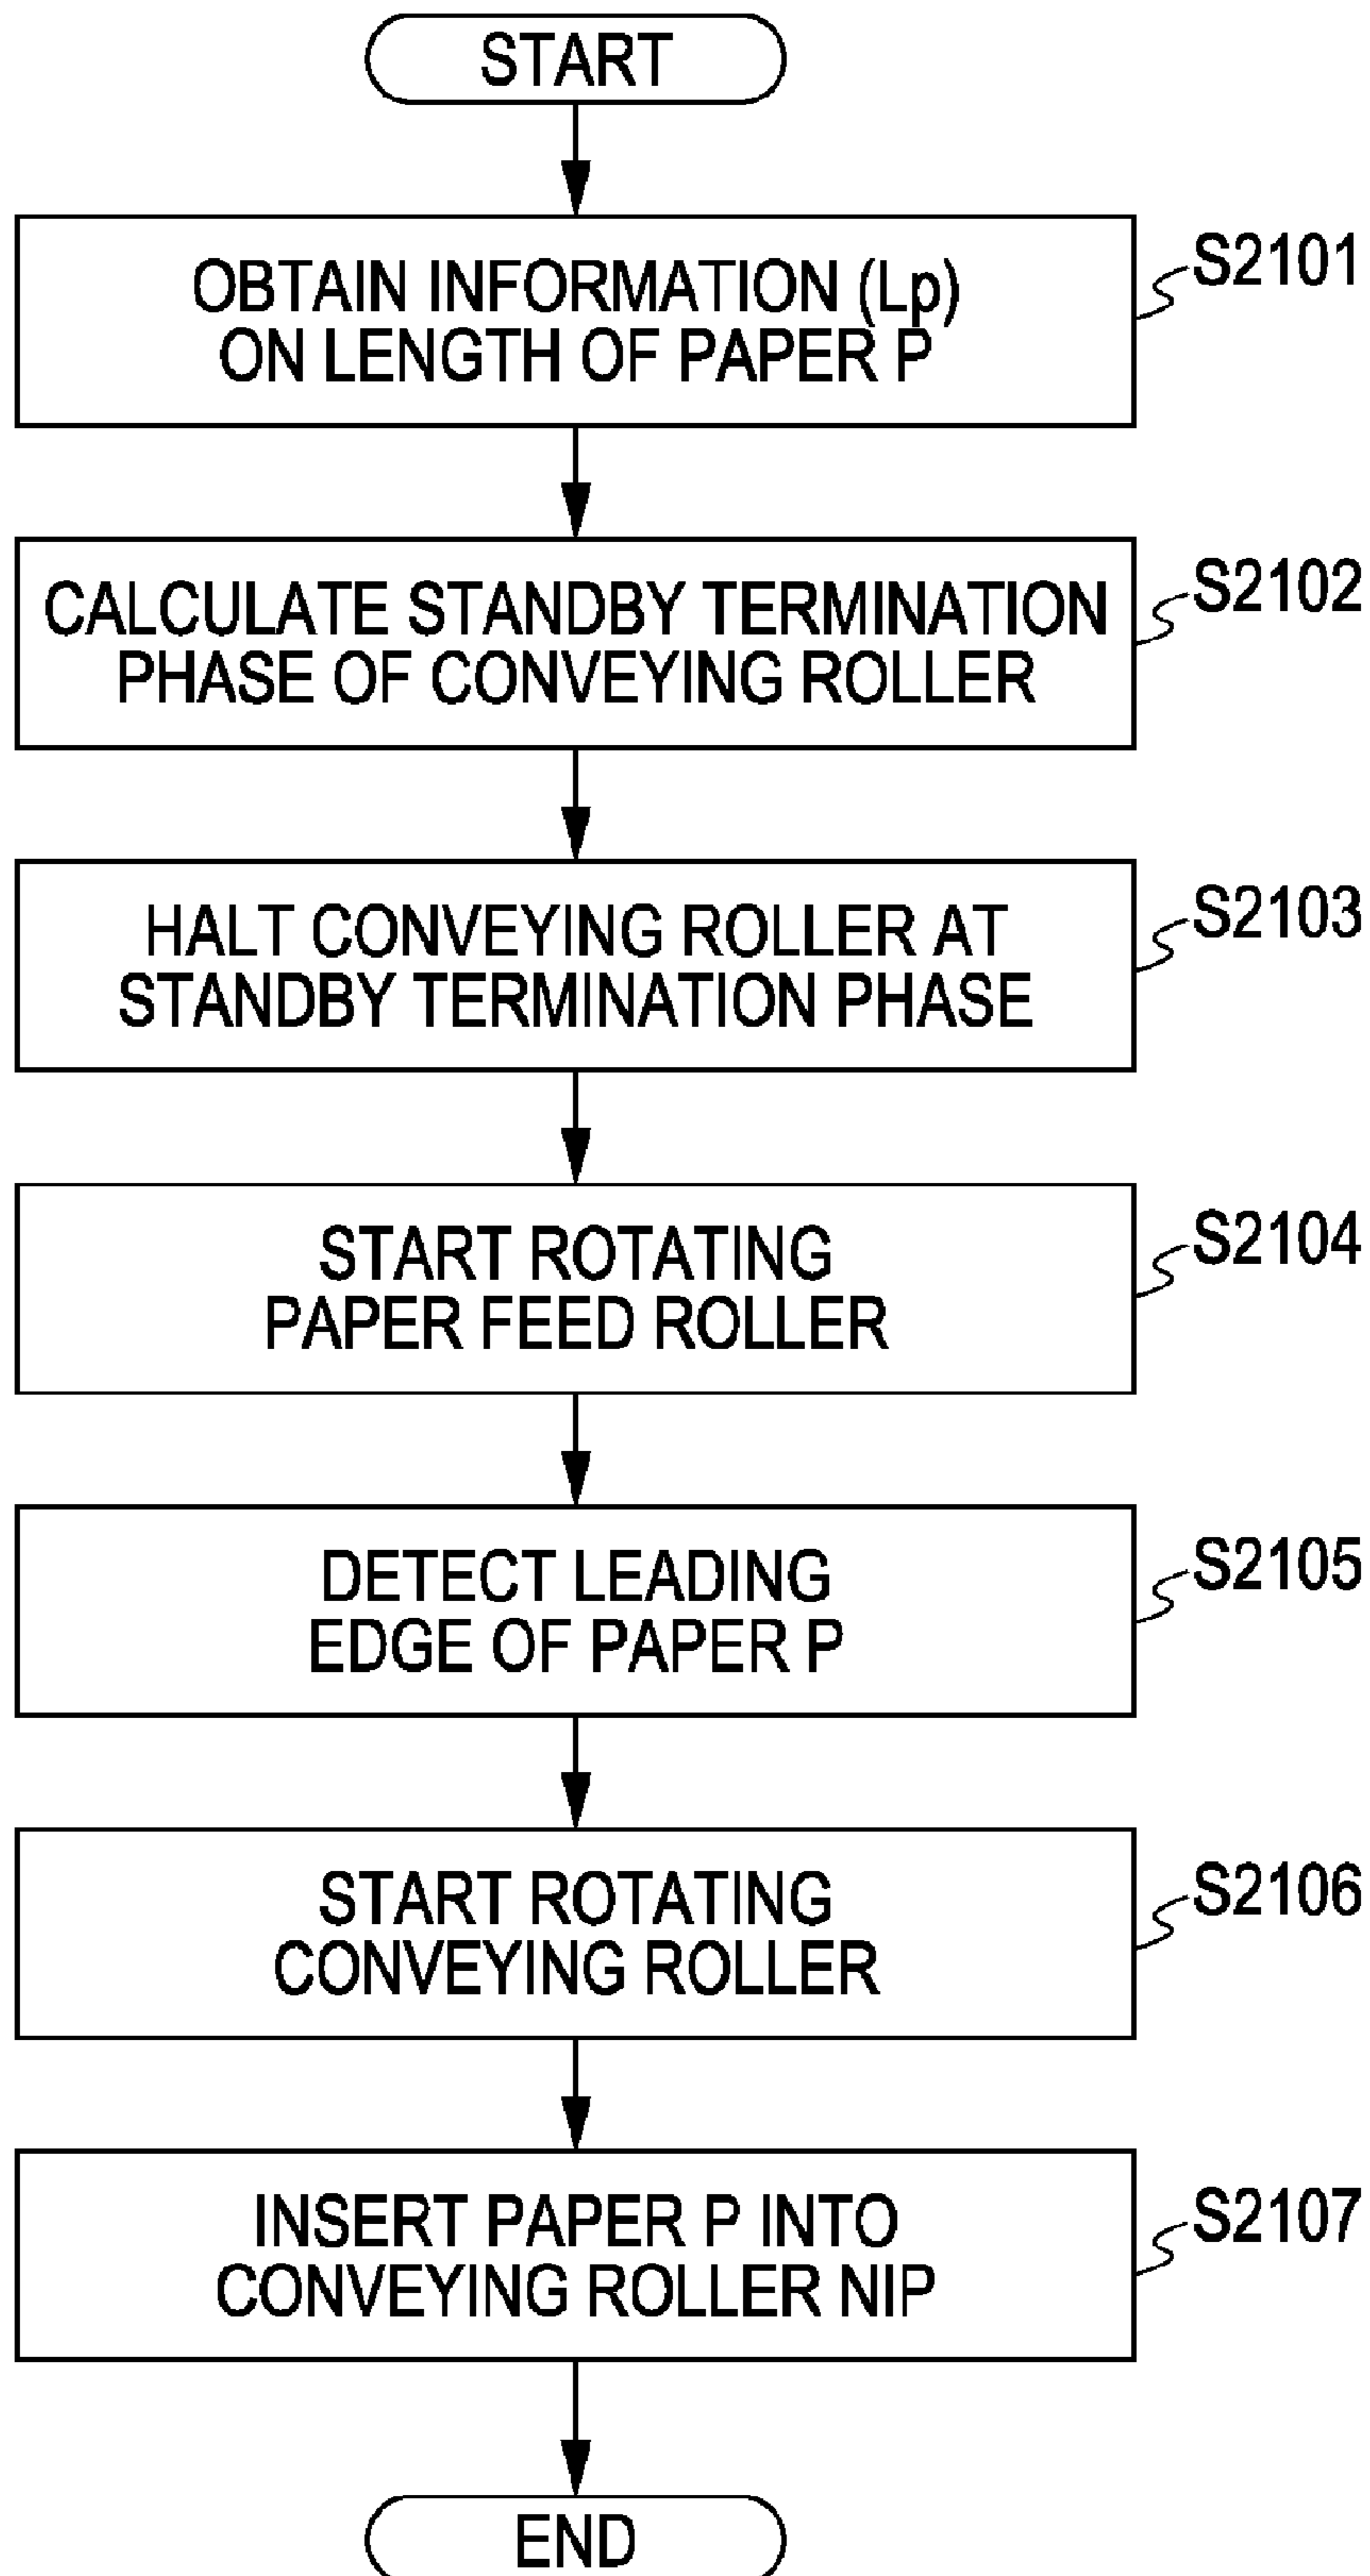 START
OBTAIN INFORMATION (Lp)
ON LENGTH OF PAPER P
S2101
CALCULATE STANDBY TERMINATION
PHASE OF CONVEYING ROLLER
S2102
HALT CONVEYING ROLLER AT
STANDBY TERMINATION PHASE
S2103
START ROTATING
PAPER FEED ROLLER
S2104
DETECT LEADING
EDGE OF PAPER P
S2105
START ROTATING
CONVEYING ROLLER
S2106
INSERT PAPER P INTO
CONVEYING ROLLER NIP
S2107
END